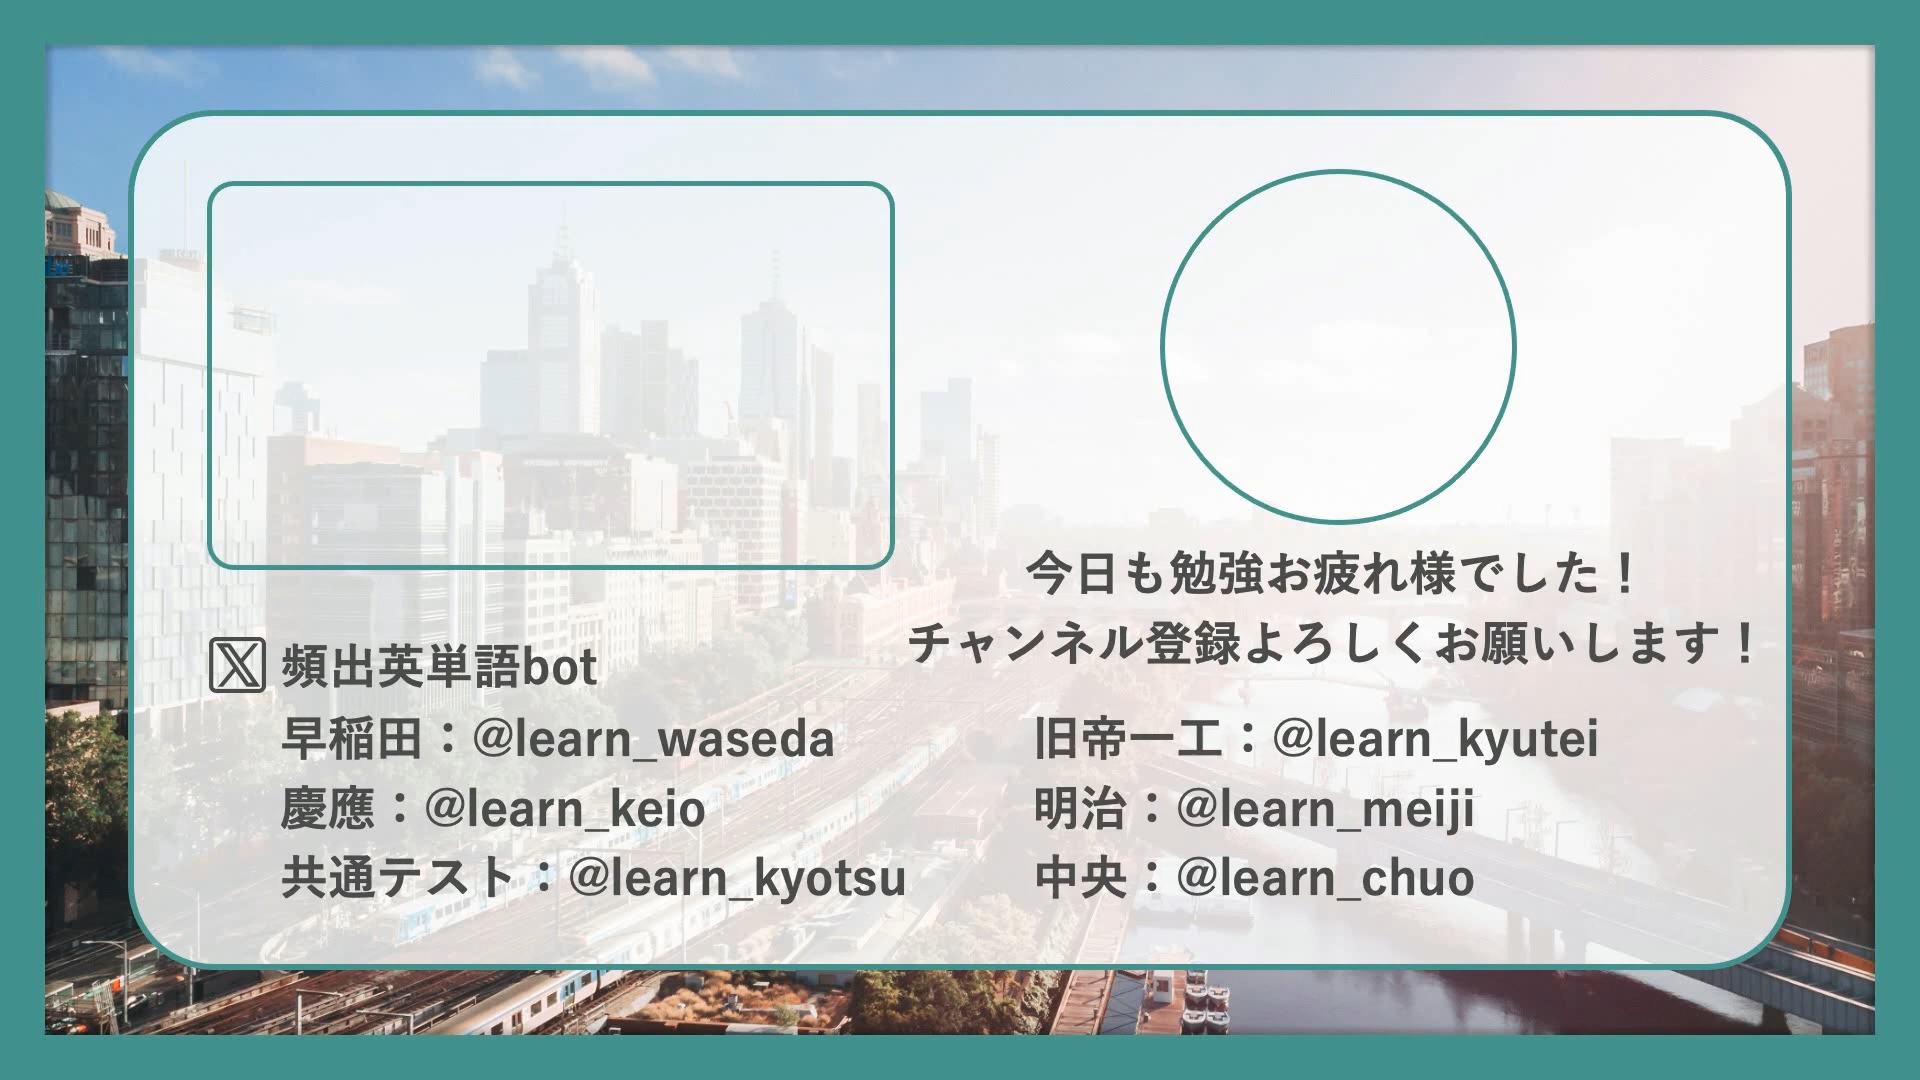 今日も勉強お疲れ様でした！
チャンネル登録よろしくお願いします！
頻出英単語bot
早稲田：@learn_waseda
慶應：@learn_keio
共通テスト：@learn_kyotsu
旧帝一工：@learn_kyutei
明治：@learn_meiji
中央：@learn_chuo